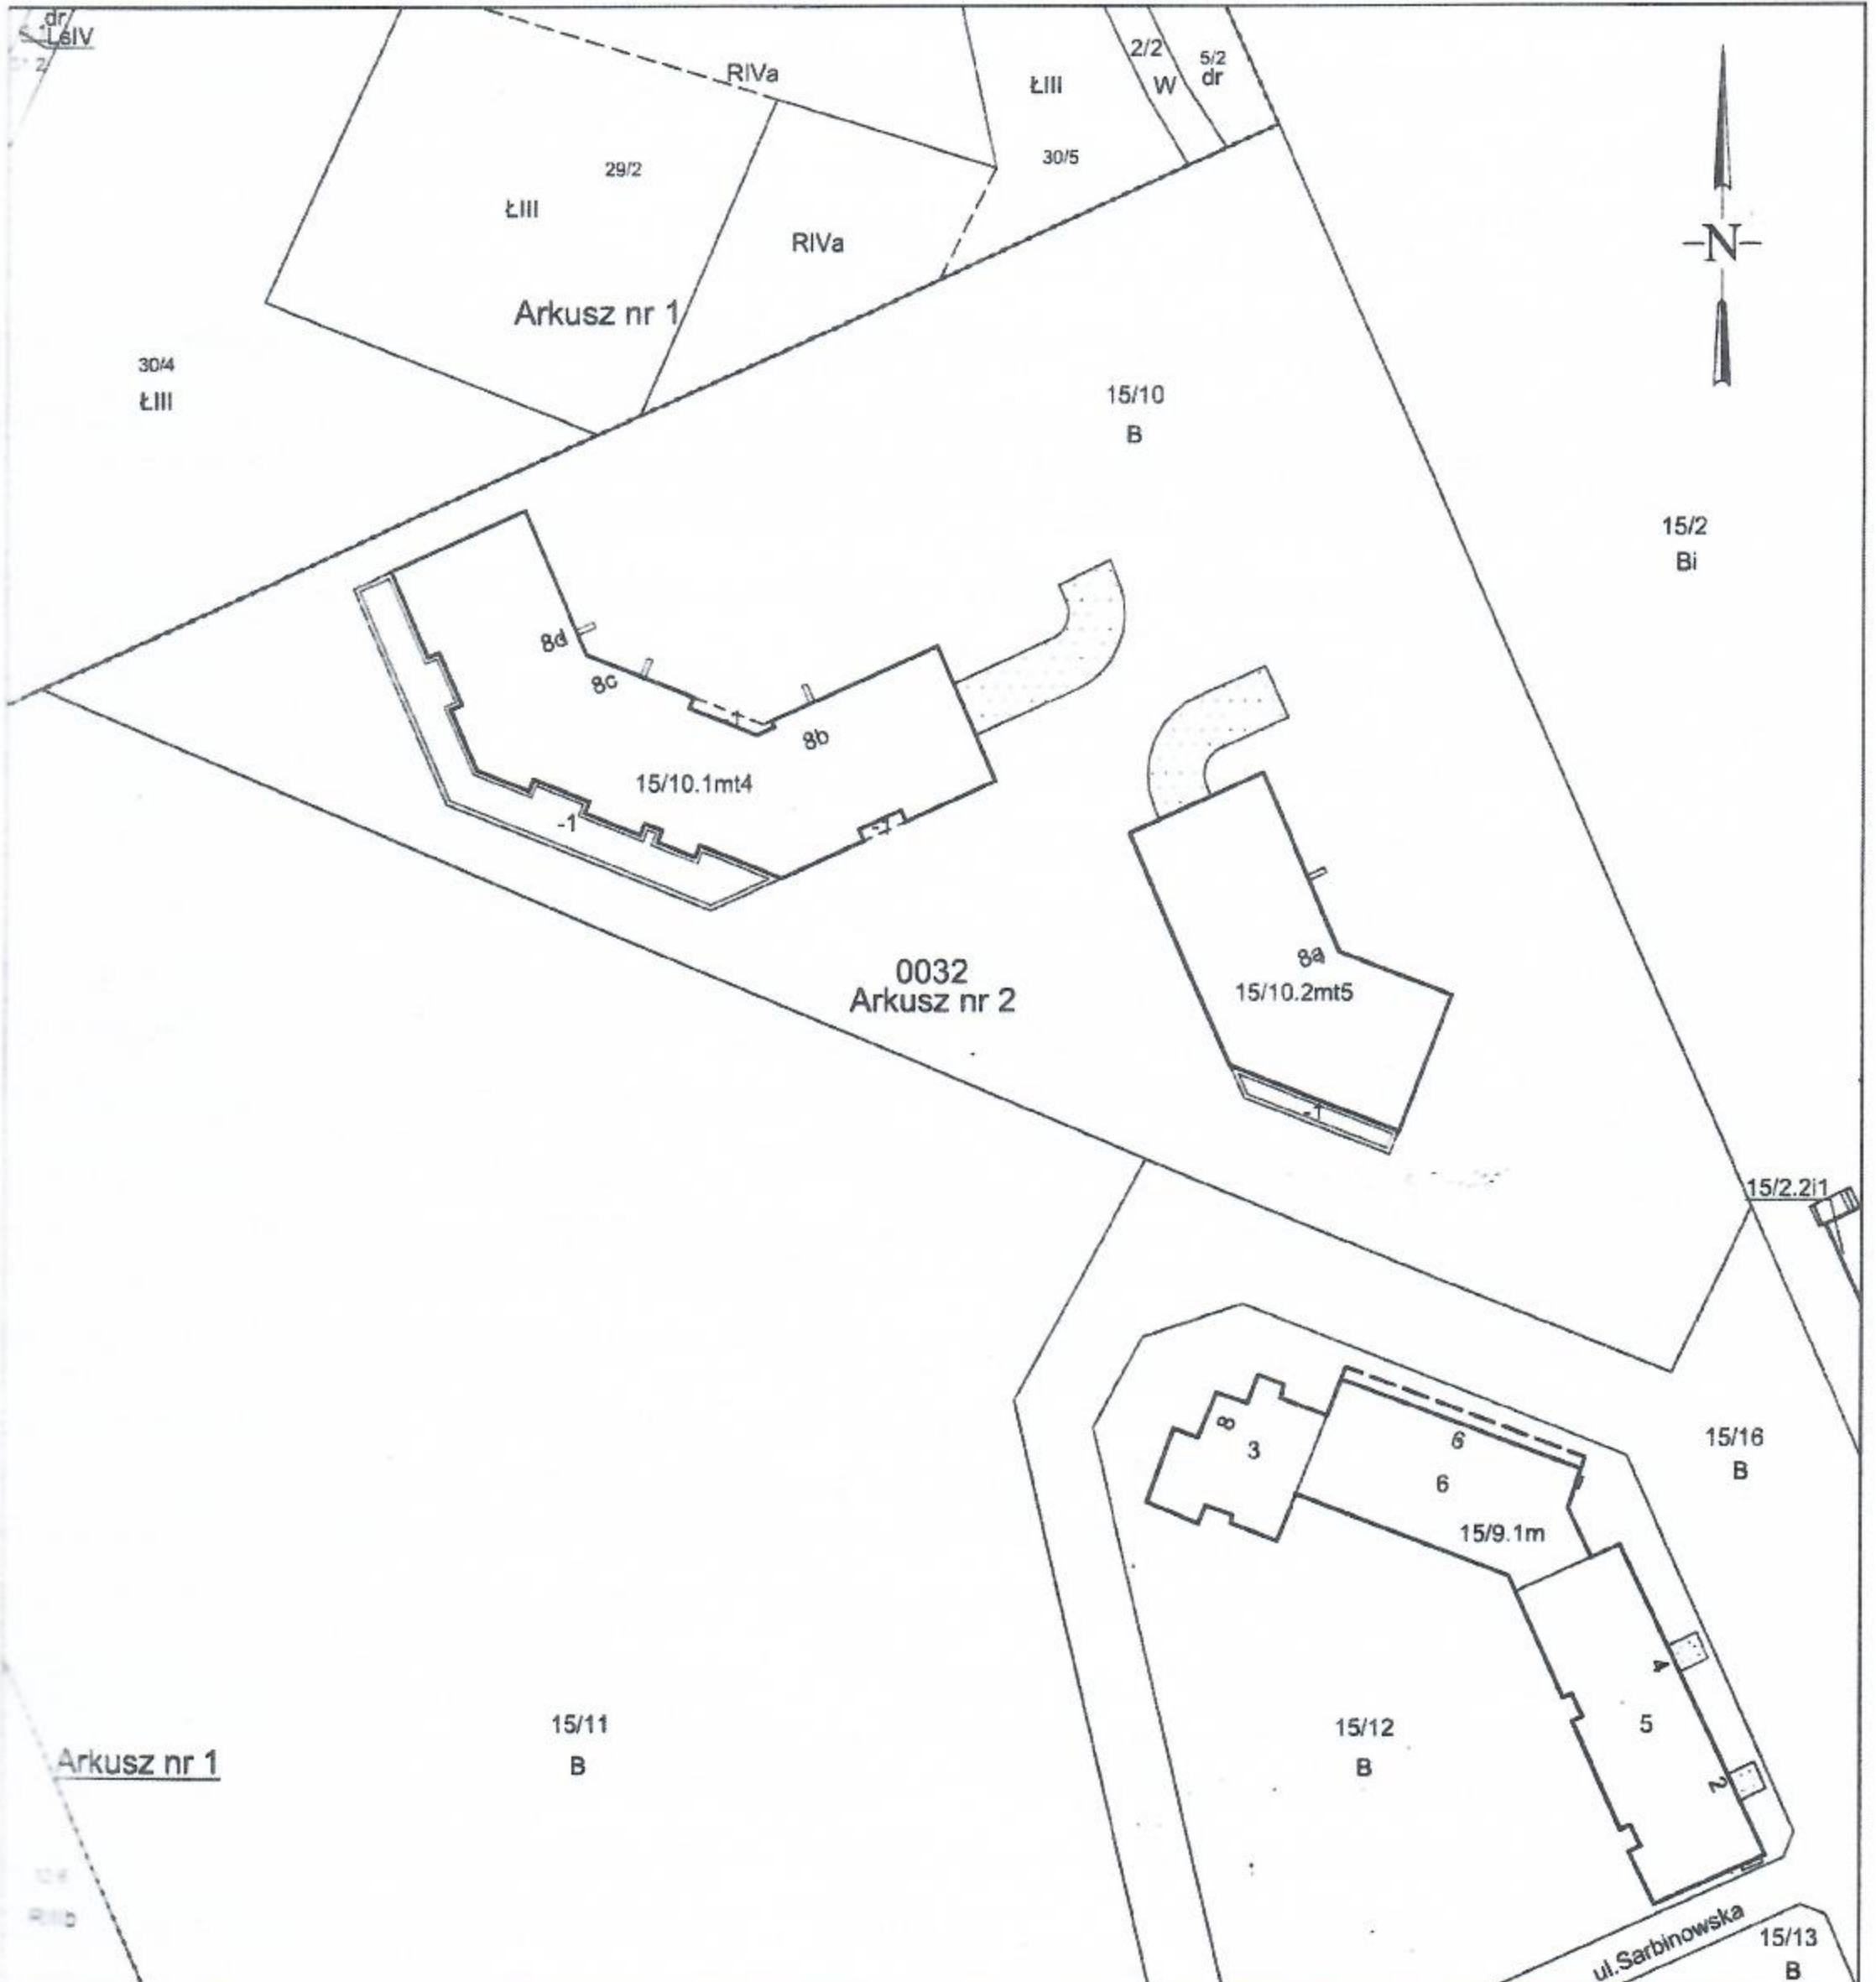 dr
LsIV
2
RIVa
ŁIII
2/2
W
5/2
dr
30/5
29/2
ŁIII
RIVa
N
Arkusz nr 1
30/4
ŁIII
15/10
B
15/2
Bi
8d
8c
8b
15/10.1mt4
-1
-1
-1
0032
Arkusz nr 2
8a
15/10.2mt5
-1
15/2.2i1
8
3
6
6
15/9.1m
15/16
B
4
5
2
15/11
B
15/12
B
Arkusz nr 1
ul.Sarbinowska
15/13
B